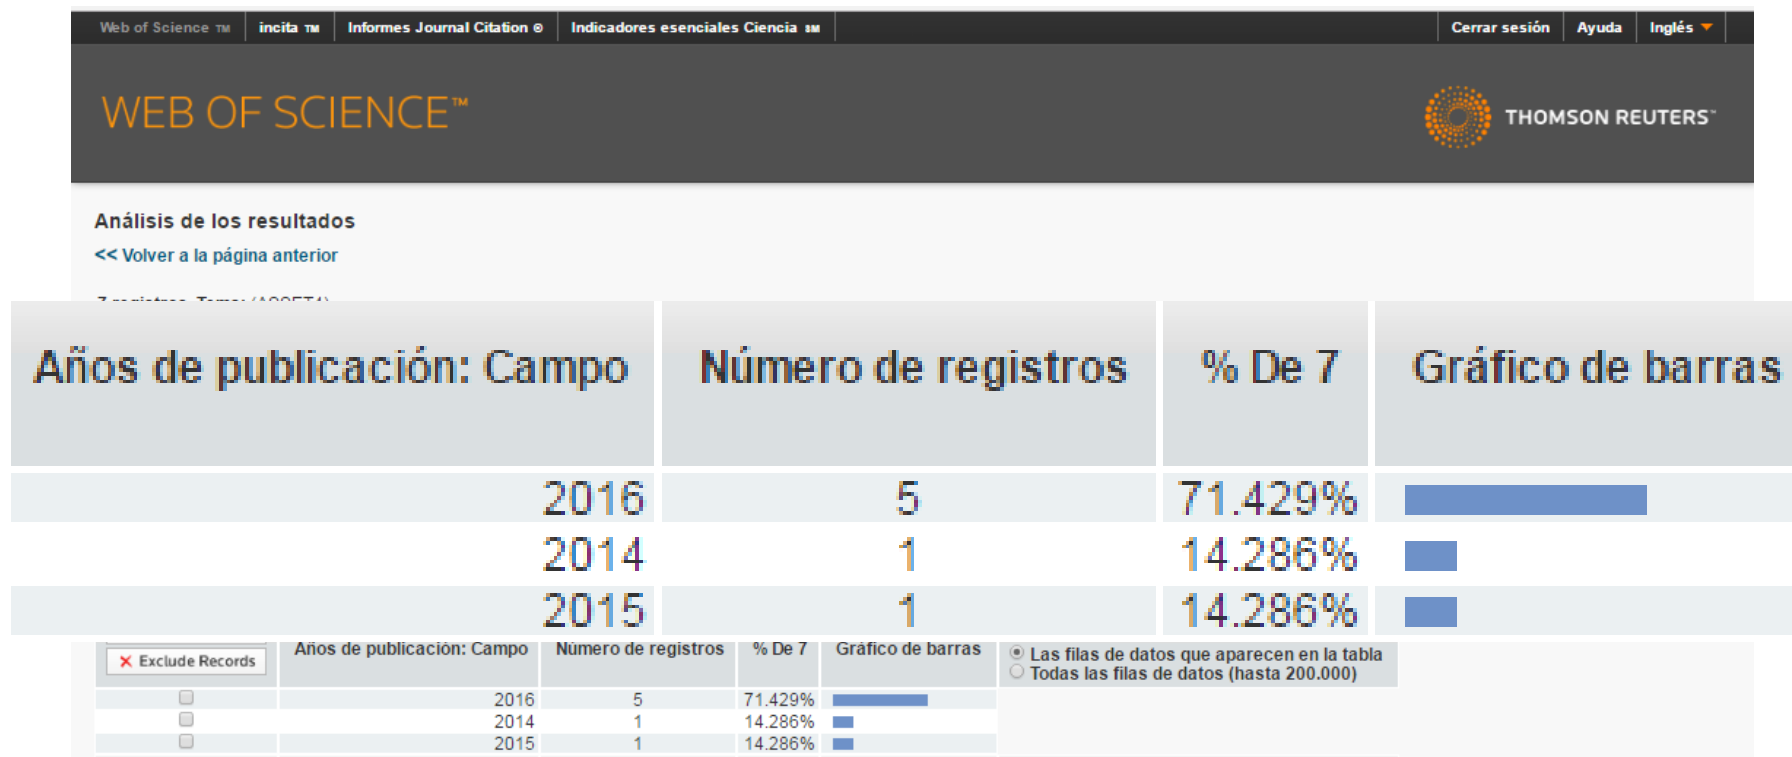 Web of Science TM incita TM Informes Journal Citation ® Indicadores esenciales Ciencia SM Cerrar sesión Ayuda Inglés
WEB OF SCIENCE™
THOMSON REUTERS™
Análisis de los resultados
<< Volver a la página anterior
Años de publicación: Campo Número de registros % De 7 Gráfico de barras
2016 5 71.429%
2014 1 14.286%
2015 1 14.286%
Exclude Records Años de publicación: Campo Número de registros % De 7 Gráfico de barras
Las filas de datos que aparecen en la tabla
Todas las filas de datos (hasta 200.000)
2016 5 71.429%
2014 1 14.286%
2015 1 14.286%